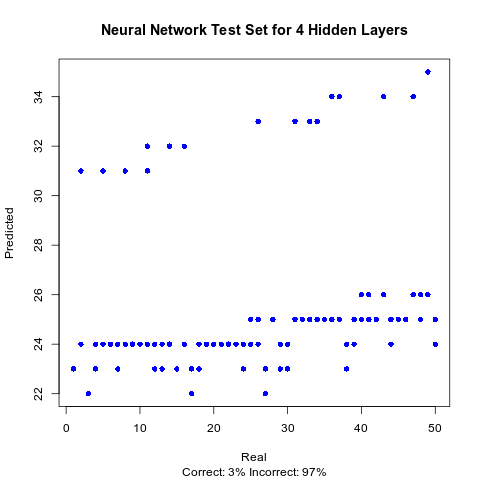 Neural Network Test Set for 4 Hidden Layers
34
32
30
28
26
24
22
Predicted
0 10 20 30 40 50
Real
Correct: 3% Incorrect: 97%